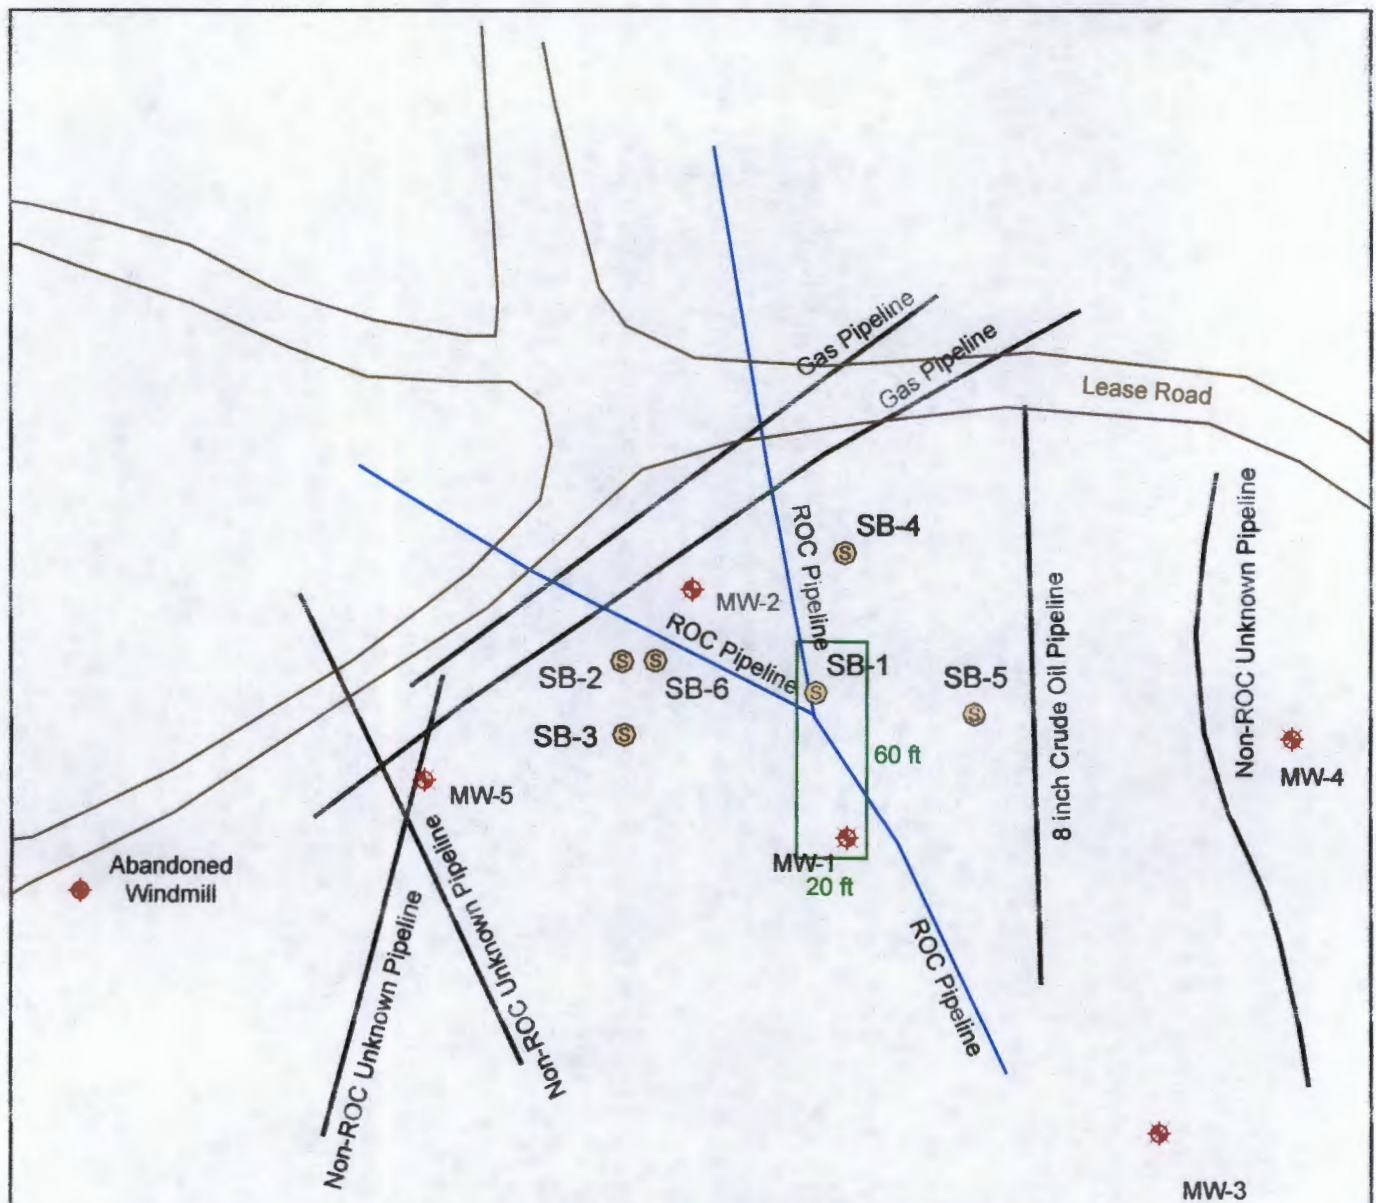 Gas Pipeline
Gas Pipeline
Lease Road
ROC Pipeline
SB-4
Non-ROC Unknown Pipeline
MW-2
ROC Pipeline
8 inch Crude Oil Pipeline
SB-2
SB-6
SB-1
SB-5
SB-3
60 ft
MW-4
MW-5
MW-1
Abandoned
Windmill
20 ft
Non-ROC Unknown Pipeline
Non-ROC Unknown Pipeline
ROC Pipeline
MW-3